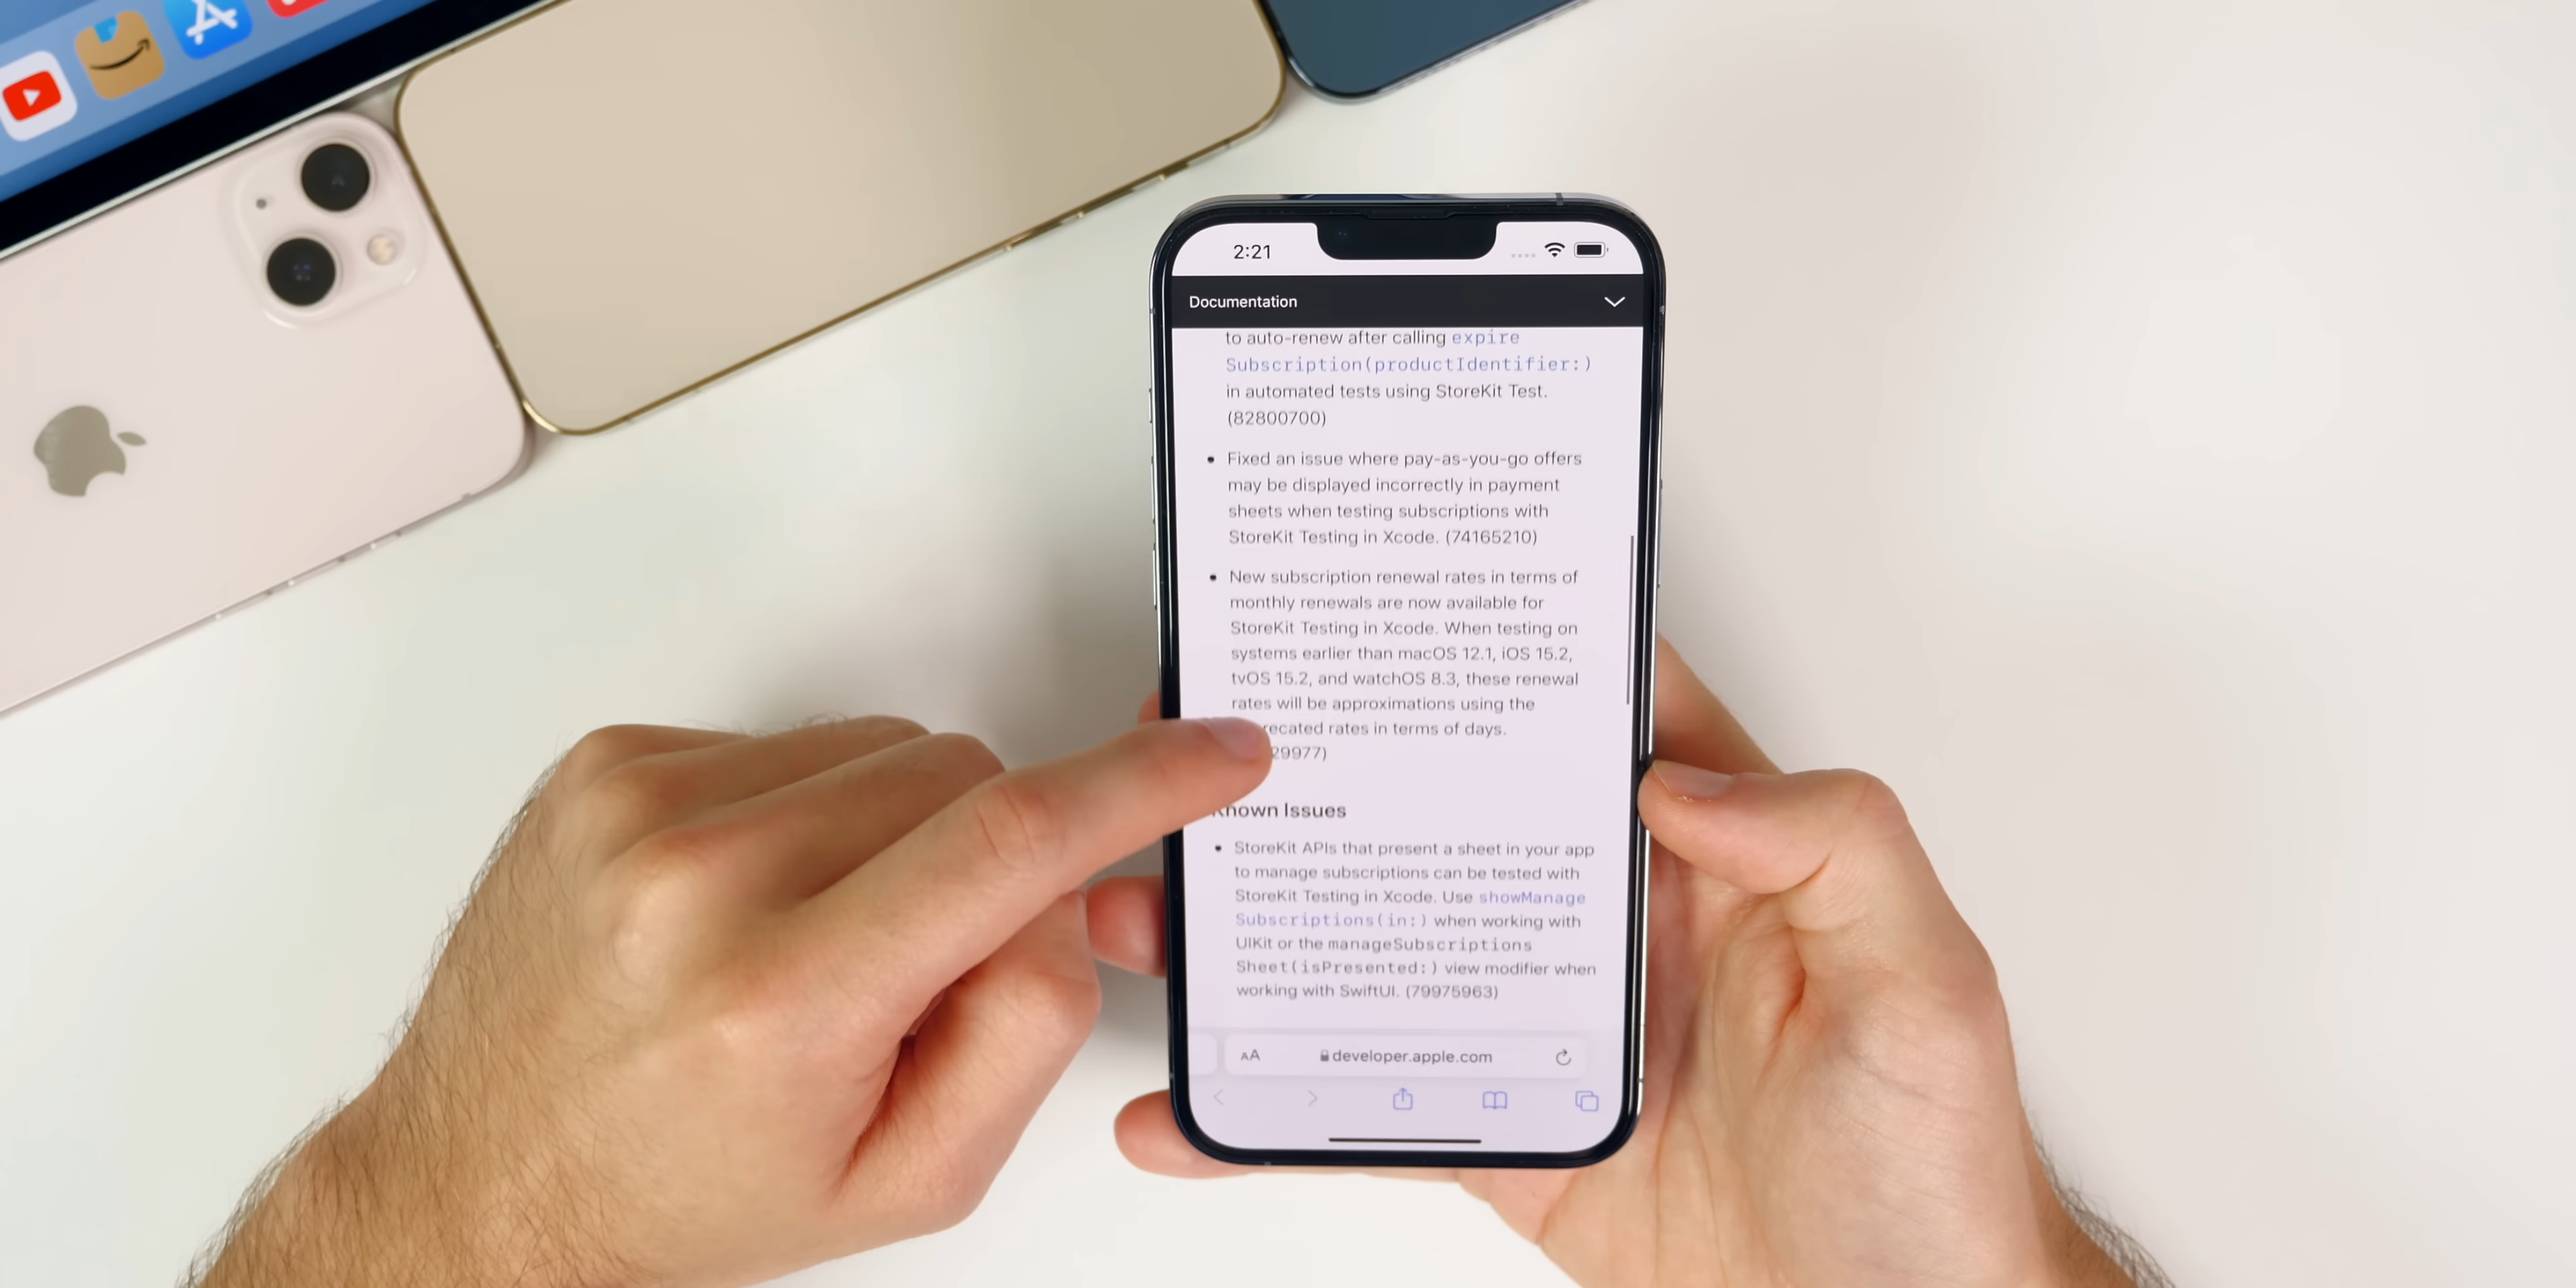 2:21
Documentation
to auto-renew after calling expire
Subscription(productIdentifier:)
in automated tests using StoreKit Test.
(82800700)
• Fixed an issue where pay-as-you-go offers
may be displayed incorrectly in payment
sheets when testing subscriptions with
StoreKit Testing in Xcode. (74165210)
• New subscription renewal rates in terms of
monthly renewals are now available for
StoreKit Testing in Xcode. When testing on
systems earlier than macOS 12.1, iOS 15.2,
tvOS 15.2, and watchOS 8.3, these renewal
rates will be approximations using the
recated rates in terms of days.
29977)
Known Issues
• StoreKit APIs that present a sheet in your app
to manage subscriptions can be tested with
StoreKit Testing in Xcode. Use showManage
Subscriptions(in:) when working with
UIKit or the manageSubscriptions
Sheet(isPresented:) view modifier when
working with SwiftUI. (79975963)
AA
developer.apple.com